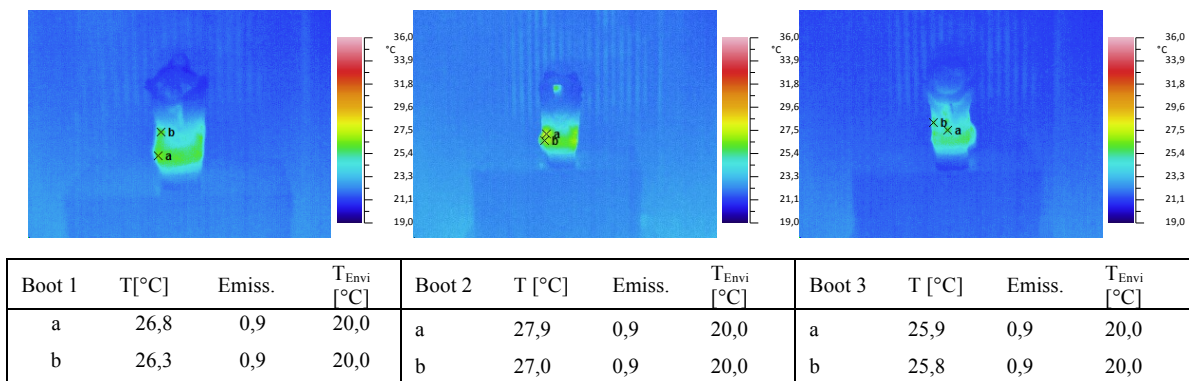 36,0
°C
33,9
31,8
29,6
27,5
25,4
23,3
21,1
19,0
b
a
36,0
°C
33,9
31,8
29,6
27,5
25,4
23,3
21,1
19,0
a
b
36,0
°C
33,9
31,8
29,6
27,5
25,4
23,3
21,1
19,0
b
a
Boot 1 T[°C] Emiss. TEnvi [°C]
a 26,8 0,9 20,0
b 26,3 0,9 20,0
Boot 2 T [°C] Emiss. TEnvi [°C]
a 27,9 0,9 20,0
b 27,0 0,9 20,0
Boot 3 T [°C] Emiss. TEnvi [°C]
a 25,9 0,9 20,0
b 25,8 0,9 20,0